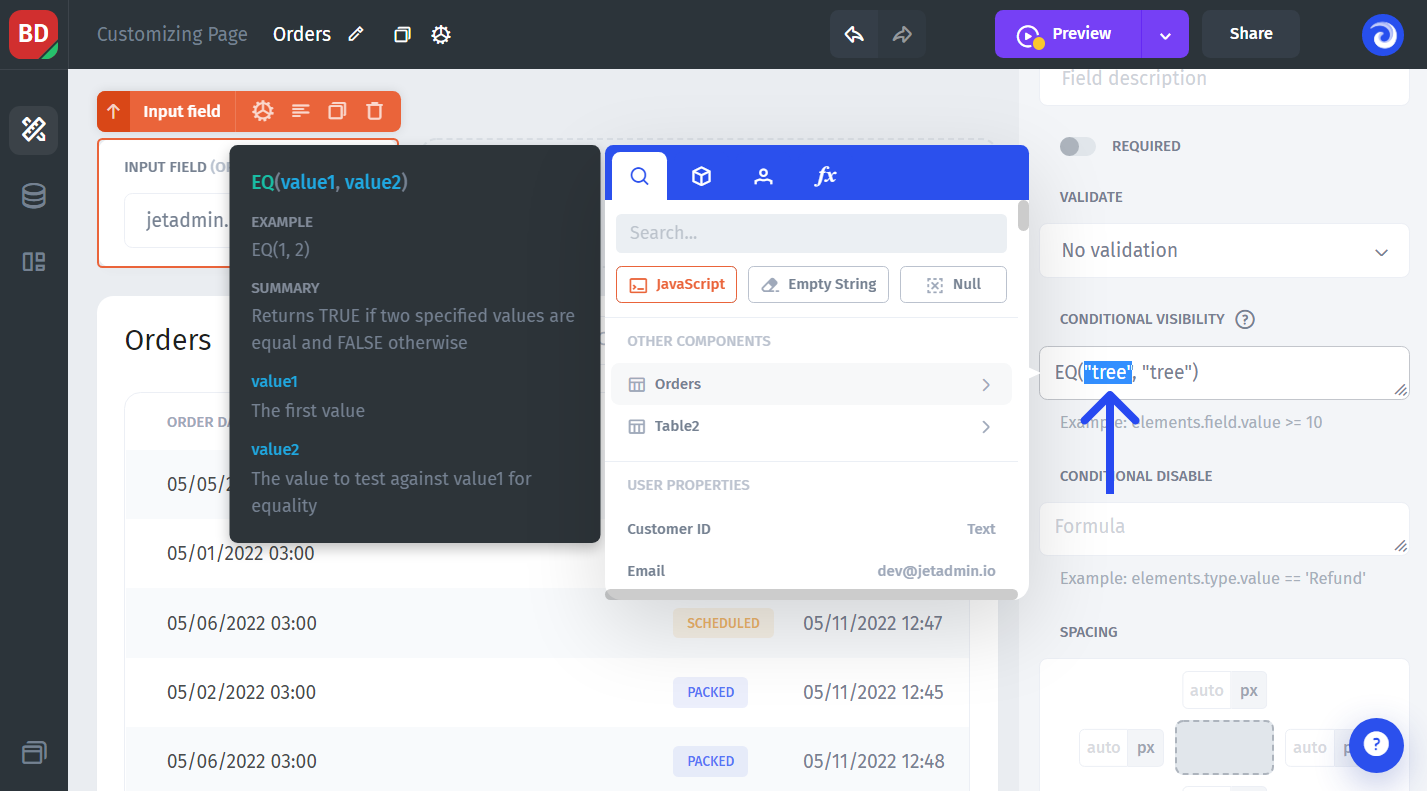 BD
Customizing Page
Orders
Preview
Share
Input field
INPUT FIELD
jetadmin.
Orders
ORDER
05/05/2
05/01/2022 03:00
05/06/2022 03:00
SCHEDULED
05/11/2022 12:47
05/02/2022 03:00
PACKED
05/11/2022 12:45
05/06/2022 03:00
PACKED
05/11/2022 12:48
EQ(value1, value2)
EXAMPLE
EQ(1, 2)
SUMMARY
Returns TRUE if two specified values are
equal and FALSE otherwise
value1
The first value
value2
The value to test against value1 for
equality
fx
Search...
JavaScript
Empty String
Null
OTHER COMPONENTS
Orders
Table2
USER PROPERTIES
Customer ID
Text
Email
dev@jetadmin.io
Field description
REQUIRED
VALIDATE
No validation
CONDITIONAL VISIBILITY ?
EQ("tree", "tree")
Example: elements.field.value >= 10
CONDITIONAL DISABLE
Formula
Example: elements.type.value == 'Refund'
SPACING
auto px
auto px
auto
?